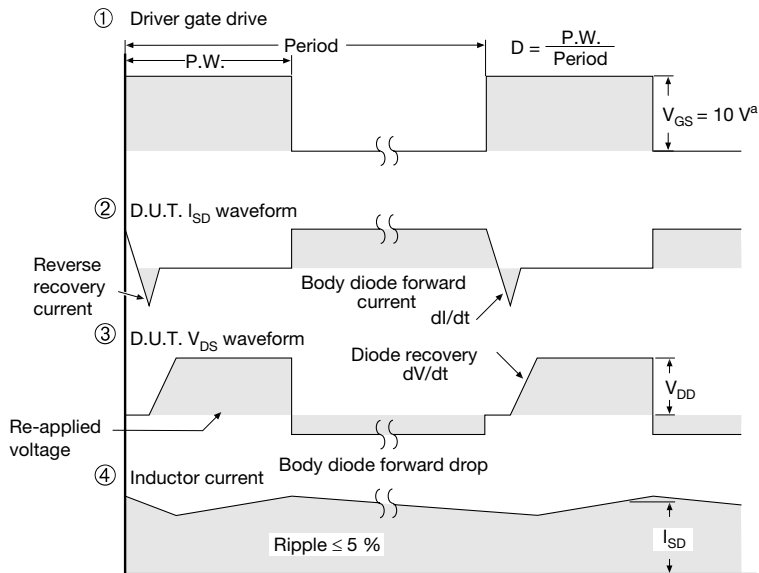 ① Driver gate drive
Period
P.W.
D = P.W. / Period
V_GS = 10 V^a
② D.U.T. I_SD waveform
Reverse
recovery
current
Body diode forward
current
dI/dt
③ D.U.T. V_DS waveform
Diode recovery
dV/dt
V_DD
Re-applied
voltage
Body diode forward drop
④ Inductor current
Ripple ≤ 5 %
I_SD